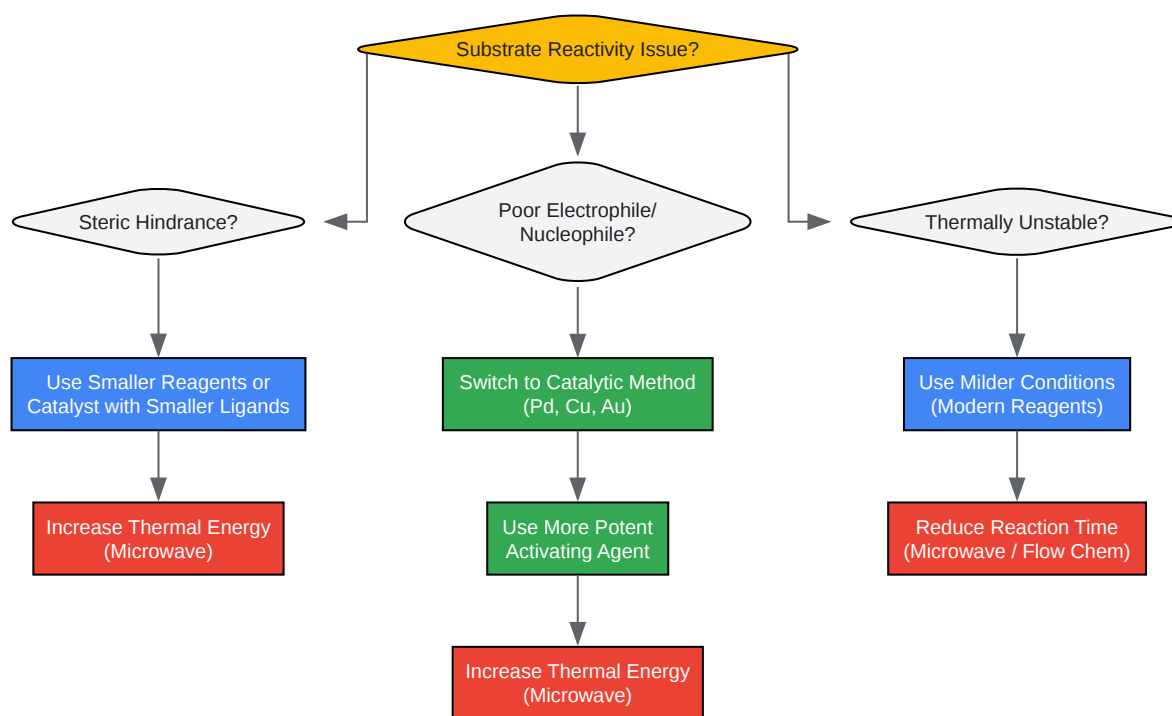 Substrate Reactivity Issue?
Steric Hindrance?
Poor Electrophile/
Nucleophile?
Thermally Unstable?
Use Smaller Reagents or
Catalyst with Smaller Ligands
Switch to Catalytic Method
(Pd, Cu, Au)
Use Milder Conditions
(Modern Reagents)
Increase Thermal Energy
(Microwave)
Use More Potent
Activating Agent
Reduce Reaction Time
(Microwave / Flow Chem)
Increase Thermal Energy
(Microwave)